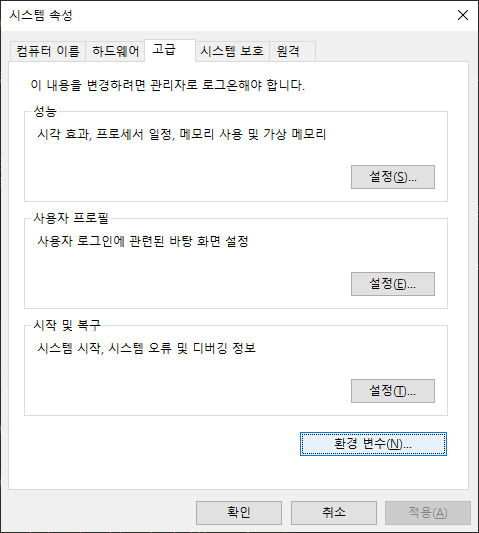 시스템 속성
컴퓨터 이름 하드웨어 고급 시스템 보호 원격
이 내용을 변경하려면 관리자로 로그온해야 합니다.
성능
시각 효과, 프로세서 일정, 메모리 사용 및 가상 메모리
설정(S)...
사용자 프로필
사용자 로그인에 관련된 바탕 화면 설정
설정(E)...
시작 및 복구
시스템 시작, 시스템 오류 및 디버깅 정보
설정(T)...
환경 변수(N)...
확인 취소 적용(A)